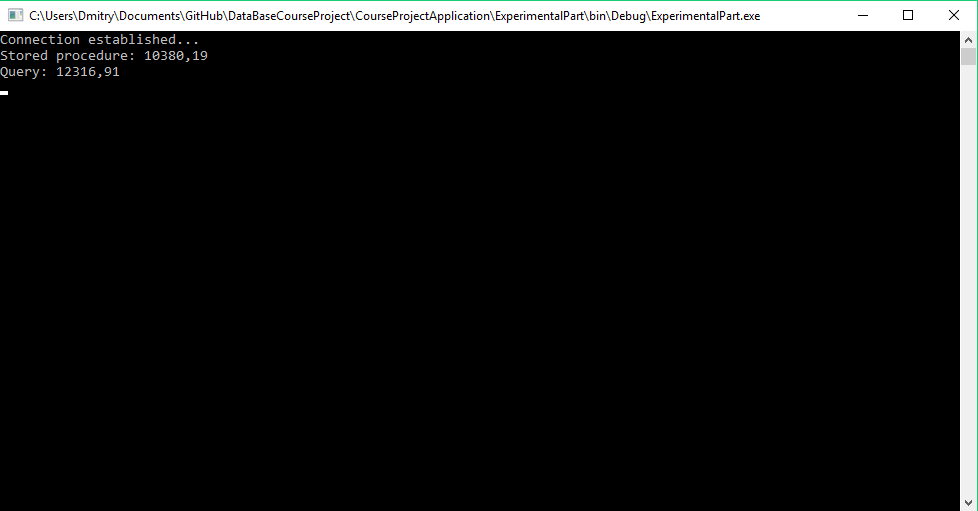 C:\Users\Dmitry\Documents\GitHub\DataBaseCourseProject\CourseProjectApplication\ExperimentalPart\bin\Debug\ExperimentalPart.exe
Connection established...
Stored procedure: 10380,19
Query: 12316,91